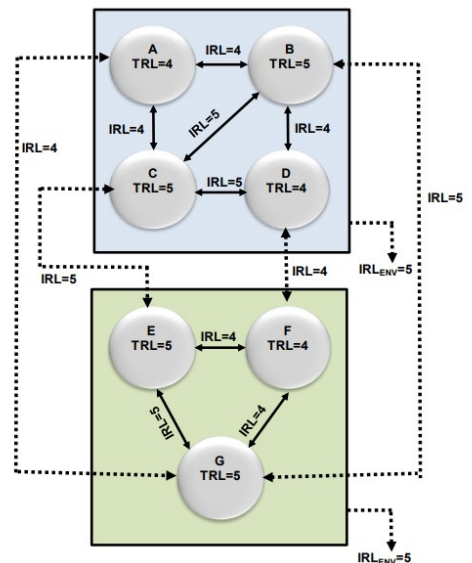 A
TRL=4
IRL=4
B
TRL=5
IRL=4
IRL=5
IRL=4
IRL=4
IRL=5
C
TRL=5
IRL=5
D
TRL=4
IRL=5
IRL=4
IRLENV=5
E
TRL=5
IRL=4
F
TRL=4
IRL=5
IRL=4
G
TRL=5
IRLENV=5